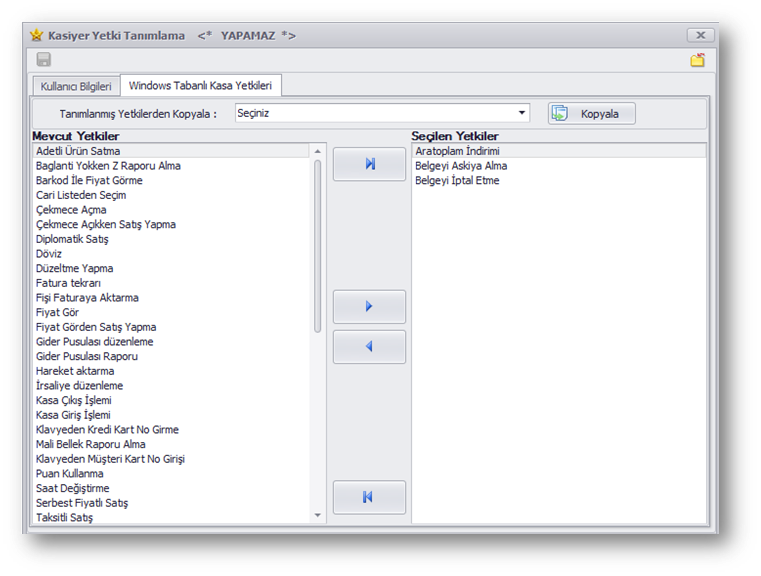 Kasiyer Yetki Tanımlama <* YAPAMAZ *>
Kullanıcı Bilgileri
Windows Tabanlı Kasa Yetkileri
Tanımlanmış Yetkilerden Kopyala :
Seçiniz
Kopyala
Mevcut Yetkiler
Adetli Ürün Satma
Baglanti Yokken Z Raporu Alma
Barkod İle Fiyat Görme
Cari Listeden Seçim
Çekmece Açma
Çekmece Açıkken Satış Yapma
Diplomatik Satış
Döviz
Düzeltme Yapma
Fatura tekrarı
Fişi Faturaya Aktarma
Fiyat Gör
Fiyat Görden Satış Yapma
Gider Pusulası düzenleme
Gider Pusulası Raporu
Hareket aktarma
İrsaliye düzenleme
Kasa Çıkış İşlemi
Kasa Giriş İşlemi
Klavyeden Kredi Kart No Girme
Mali Bellek Raporu Alma
Klavyeden Müşteri Kart No Girişi
Puan Kullanma
Saat Değiştirme
Serbest Fiyatlı Satış
Taksitli Satış
Seçilen Yetkiler
Aratoplam İndirimi
Belgeyi Askiya Alma
Belgeyi İptal Etme